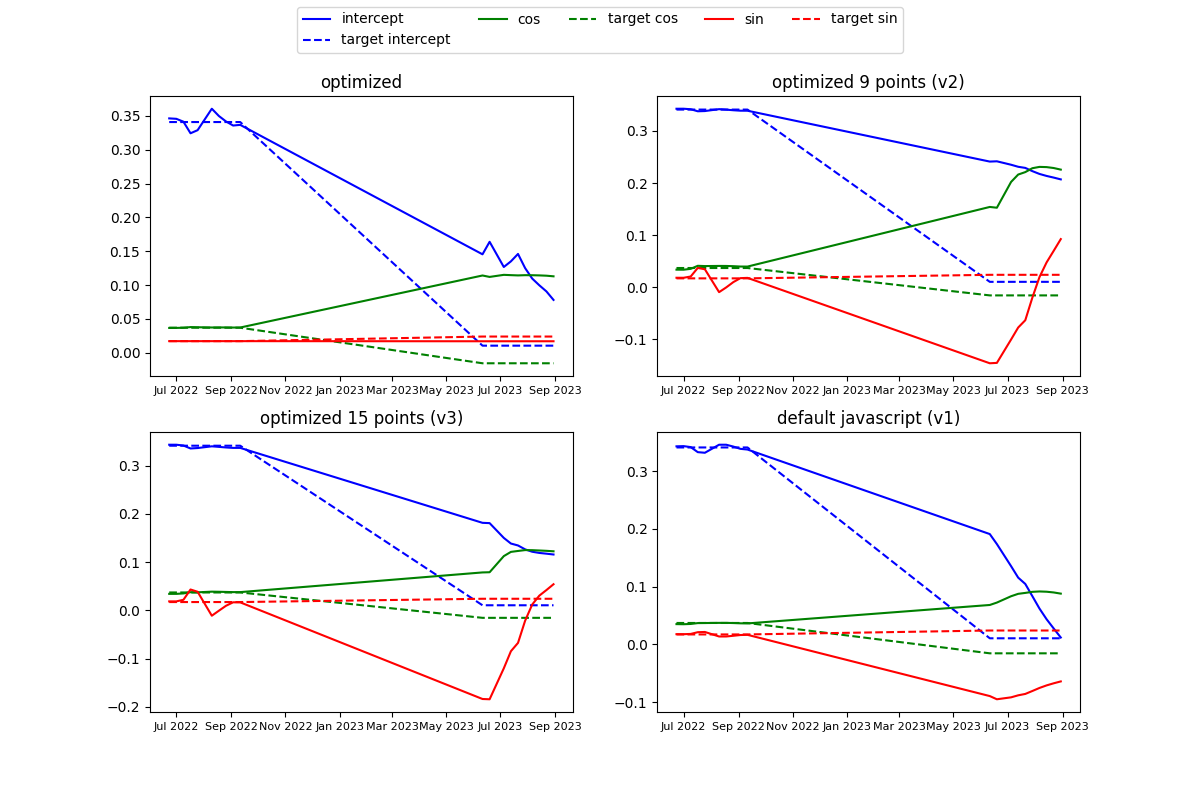 intercept cos target cos sin target sin
target intercept
optimized
0.35
0.30
0.25
0.20
0.15
0.10
0.05
0.00
Jul 2022 Sep 2022 Nov 2022 Jan 2023 Mar 2023 May 2023 Jul 2023 Sep 2023
optimized 9 points (v2)
0.3
0.2
0.1
0.0
−0.1
Jul 2022 Sep 2022 Nov 2022 Jan 2023 Mar 2023 May 2023 Jul 2023 Sep 2023
optimized 15 points (v3)
0.3
0.2
0.1
0.0
−0.1
−0.2
Jul 2022 Sep 2022 Nov 2022 Jan 2023 Mar 2023 May 2023 Jul 2023 Sep 2023
default javascript (v1)
0.3
0.2
0.1
0.0
−0.1
Jul 2022 Sep 2022 Nov 2022 Jan 2023 Mar 2023 May 2023 Jul 2023 Sep 2023